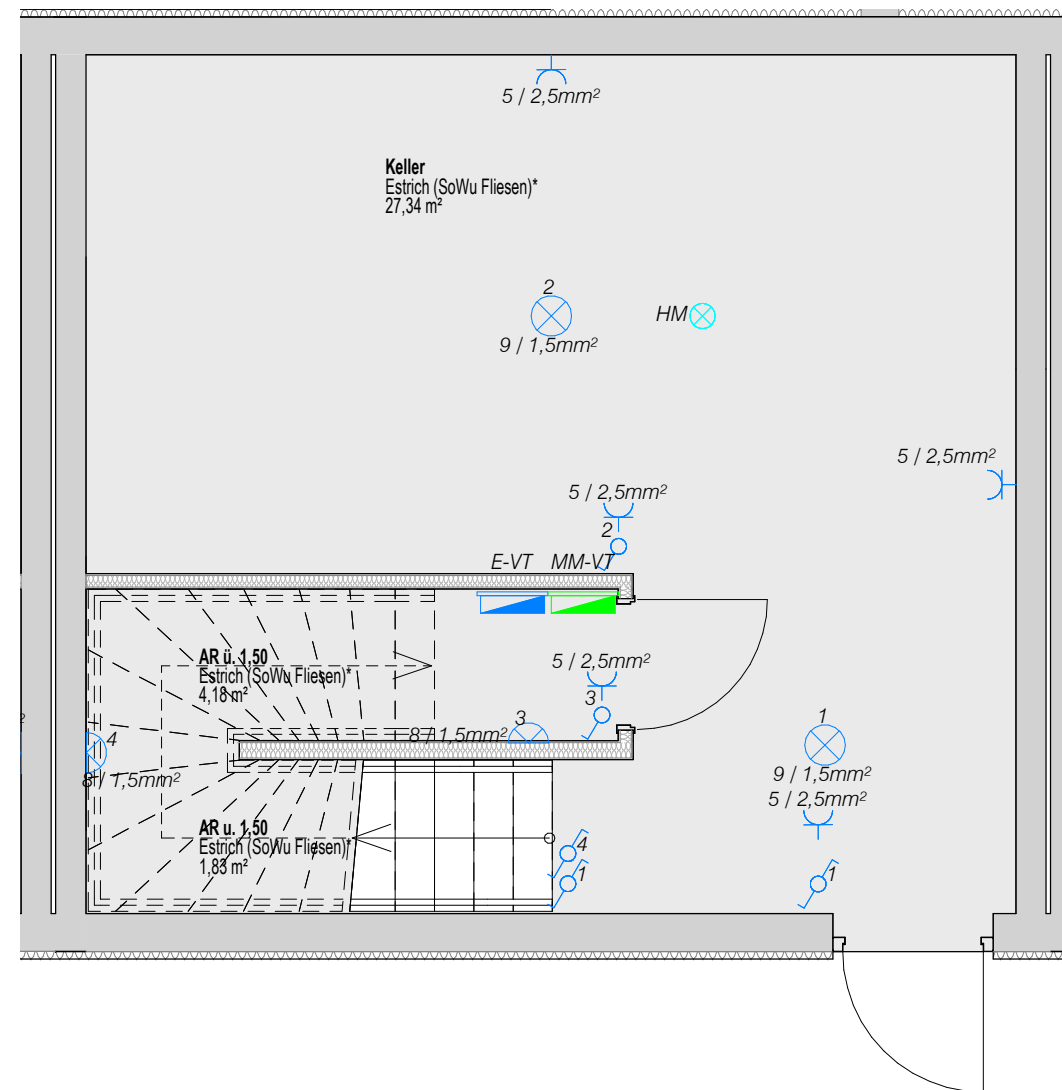 5 / 2,5mm²
Keller
Estrich (SoWu Fliesen)*
27,34 m²
2
HM
9 / 1,5mm²
5 / 2,5mm²
5 / 2,5mm²
2
E-VT MM-VT
AR ü. 1,50
Estrich (SoWu Fliesen)*
4,18 m²
5 / 2,5mm²
3
3
8 / 1,5mm²
1
4
8 / 1,5mm²
9 / 1,5mm²
5 / 2,5mm²
AR u. 1,50
Estrich (SoWu Fliesen)*
1,83 m²
4
1
1